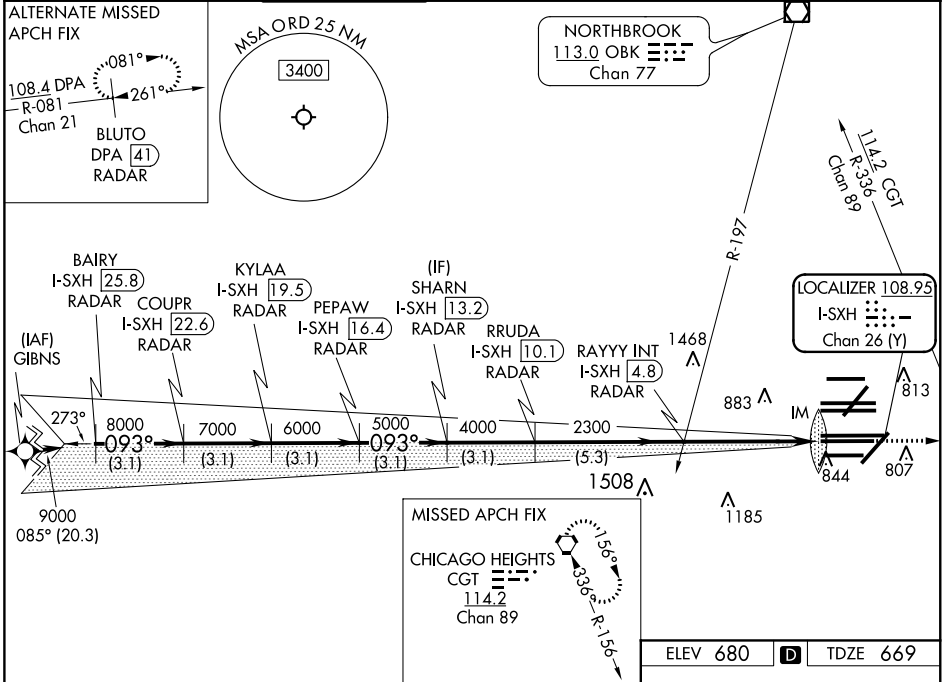 ALTERNATE MISSED
APCH FIX
081°
261°
108.4 DPA
R-081
Chan 21
BLUTO
DPA 41
RADAR
MSA ORD 25 NM
3400
NORTHBROOK
113.0 OBK
Chan 77
114.2 CGT
R-336
Chan 89
R-197
LOCALIZER 108.95
I-SXH
Chan 26 (Y)
BAIRY
I-SXH 25.8
RADAR
COUPR
I-SXH 22.6
RADAR
KYLAA
I-SXH 19.5
RADAR
PEPAW
I-SXH 16.4
RADAR
(IF)
SHARN
I-SXH 13.2
RADAR
RRUDA
I-SXH 10.1
RADAR
RAYYY INT
I-SXH 4.8
RADAR
(IAF)
GIBNS
1468
883
IM
813
273°
8000
7000
6000
5000
4000
2300
093°
093°
(3.1)
(3.1)
(3.1)
(3.1)
(3.1)
(5.3)
844
807
1508
1185
9000
085° (20.3)
MISSED APCH FIX
CHICAGO HEIGHTS
CGT
114.2
Chan 89
156°
336°
R-156
ELEV 680 D TDZE 669